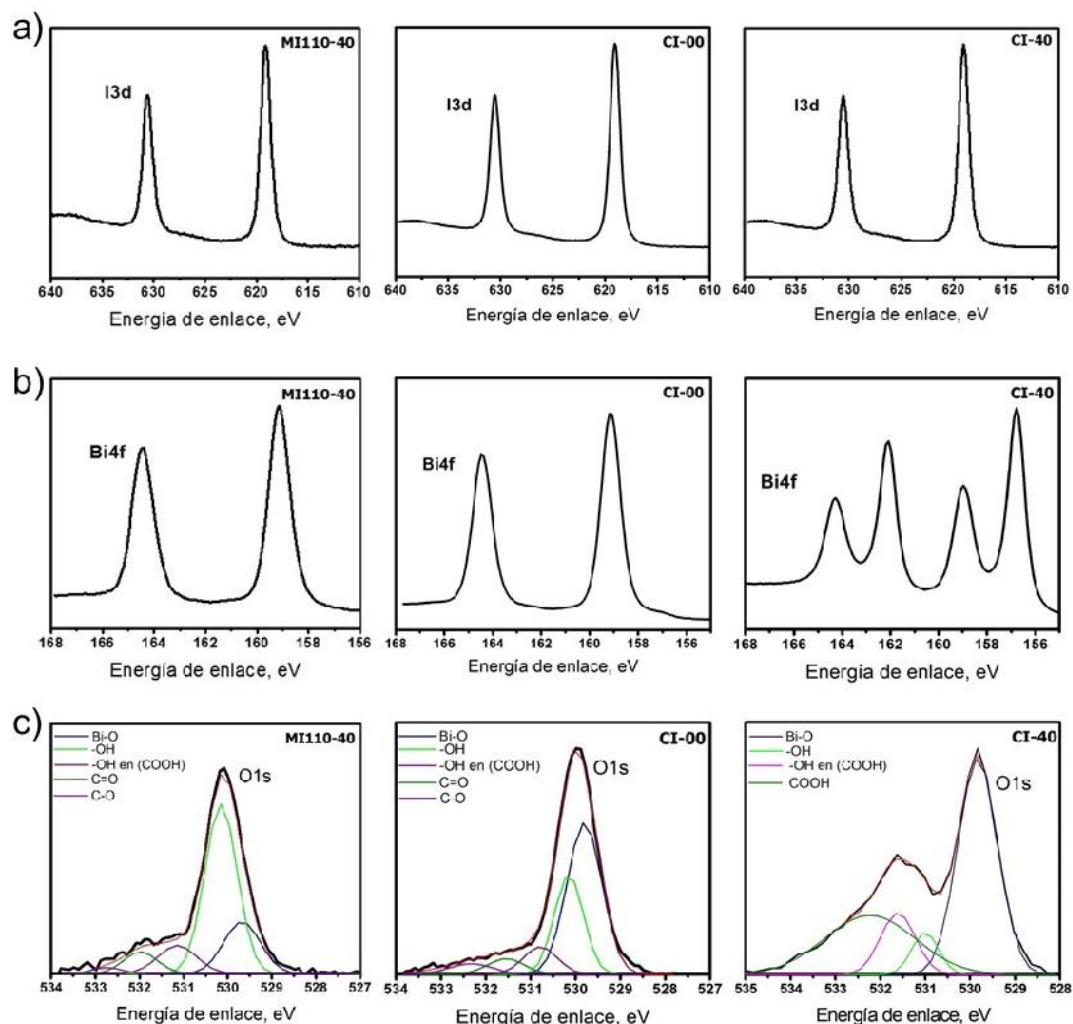 a)
MI110-40
I3d
640 635 630 625 620 615 610
Energía de enlace, eV
CI-00
I3d
640 635 630 625 620 615 610
Energía de enlace, eV
CI-40
I3d
640 635 630 625 620 615 610
Energía de enlace, eV
b)
MI110-40
Bi4f
168 166 164 162 160 158 156
Energía de enlace, eV
CI-00
Bi4f
168 166 164 162 160 158 156
Energía de enlace, eV
CI-40
Bi4f
168 166 164 162 160 158 156
Energía de enlace, eV
c)
MI110-40
Bi-O
-OH
-OH en (COOH)
C=O
C-O
O1s
534 533 532 531 530 529 528 527
Energía de enlace, eV
CI-00
Bi-O
-OH
-OH en (COOH)
C=O
C-O
O1s
534 533 532 531 530 529 528 527
Energía de enlace, eV
CI-40
Bi-O
-OH
-OH en (COOH)
COOH
O1s
535 534 533 532 531 530 529 528
Energía de enlace, eV